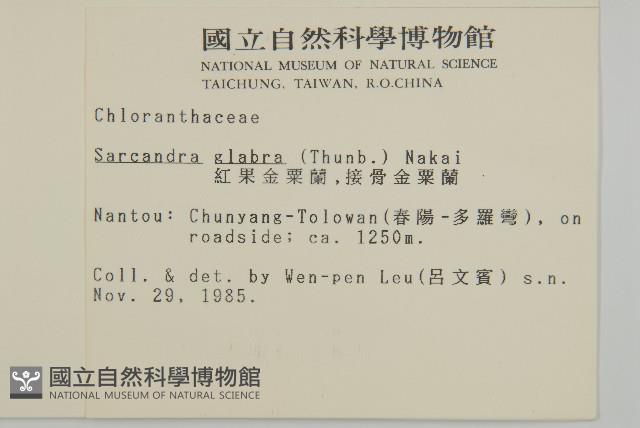 國立自然科學博物館
NATIONAL MUSEUM OF NATURAL SCIENCE
TAICHUNG, TAIWAN, R.O.CHINA
Chloranthaceae
Sarcandra glabra (Thunb.) Nakai
紅果金粟蘭,接骨金粟蘭
Nantou: Chunyang-Tolowan(春陽-多羅彎), on
roadside; ca. 1250m.
Coll. & det. by Wen-pen Leu(呂文賓) s.n.
Nov. 29, 1985.
國立自然科學博物館
NATIONAL MUSEUM OF NATURAL SCIENCE